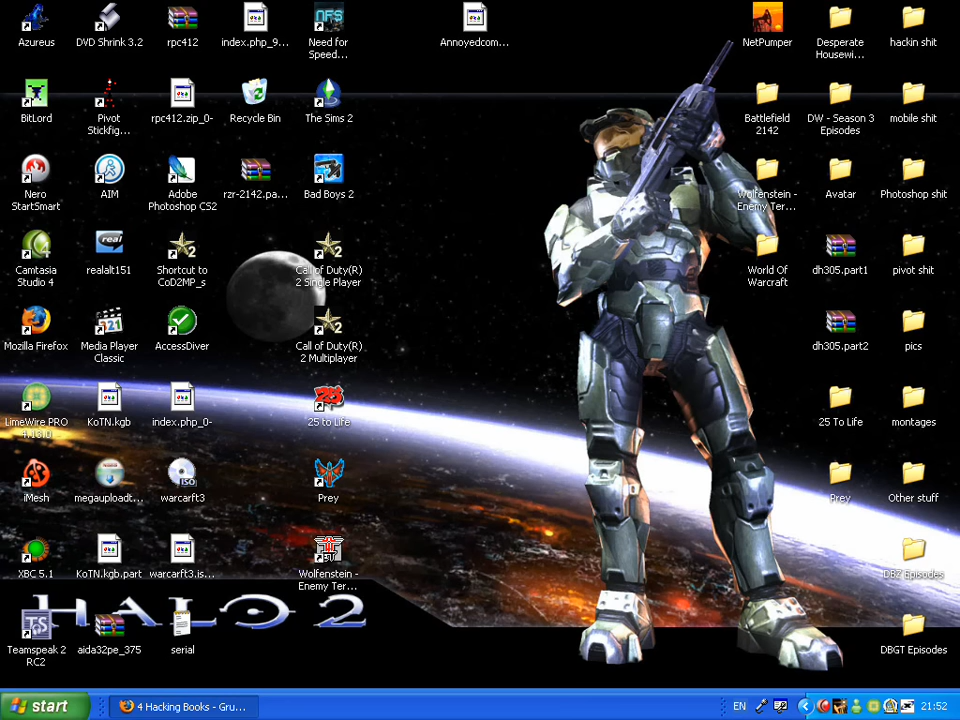 Azureus
DVD Shrink 3.2
rpc412
index.php_9...
Need for
Speed...
Annoyedcom...
NetPumper
Desperate
Housewi...
hackin shit
BitLord
Pivot
Stickfig...
rpc412.zip_0-
Recycle Bin
The Sims 2
Battlefield
2142
DW - Season 3
Episodes
mobile shit
Nero
StartSmart
AIM
Adobe
Photoshop CS2
rzr-2142.pa...
Bad Boys 2
Wolfenstein -
Enemy Ter...
Avatar
Photoshop shit
Camtasia
Studio 4
real
realalt151
Shortcut to
CoD2MP_s
Call of Duty(R)
2 Single Player
World Of
Warcraft
dh305.part1
pivot shit
Mozilla Firefox
Media Player
Classic
AccessDiver
Call of Duty(R)
2 Multiplayer
dh305.part2
pics
LimeWire PRO
KoTN.kgb
index.php_0-
25 to Life
25 To Life
montages
iMesh
megauploadt...
ISO
warcarft3
Prey
Prey
Other stuff
XBC 5.1
KoTN.kgb.part
warcarft3.is...
Wolfenstein -
Enemy Ter...
DBZ Episodes
HALO 2
Teamspeak 2
RC2
aida32pe_375
serial
DBGT Episodes
start
4 Hacking Books - Gru...
EN
21:52